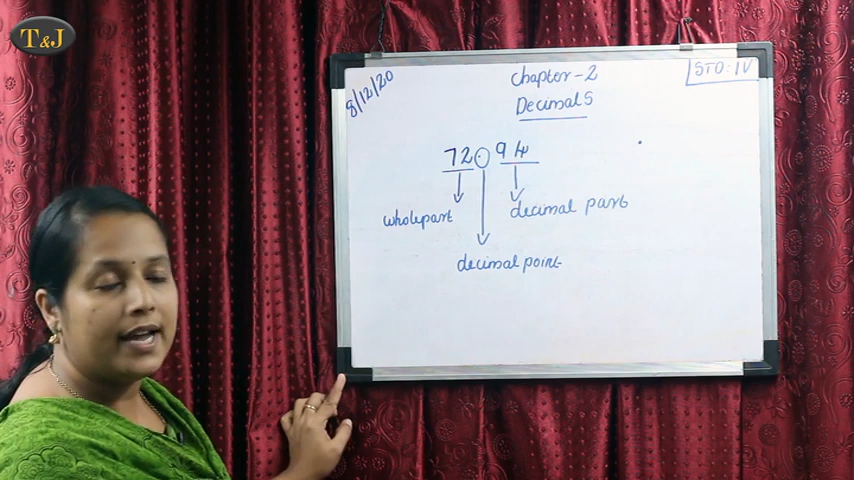 T&J
8/12/20
STD: IV
Chapter-2
Decimals
72.94
wholepart
decimal part
decimal point